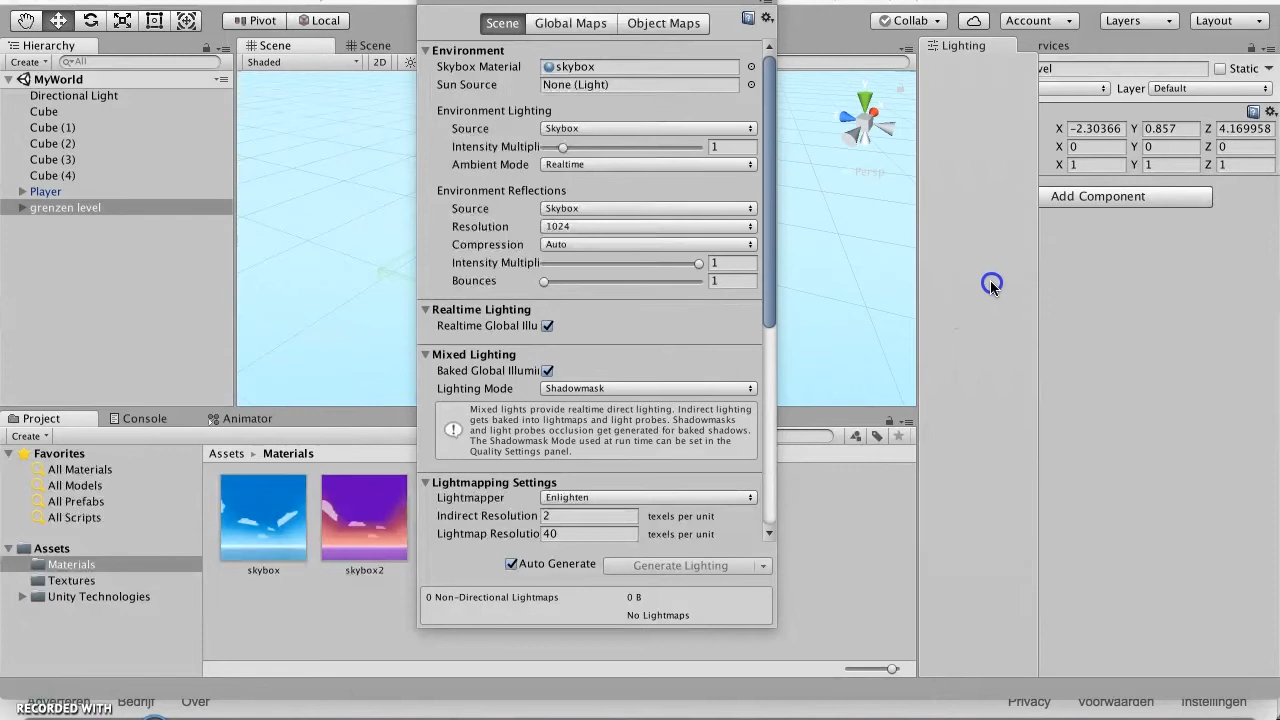 Pivot Local Collab Account Layers Layout
Scene Global Maps Object Maps
Hierarchy Scene Scene Lighting rvices
Create All Shaded 2D
MyWorld
Directional Light
Cube
Cube (1)
Cube (2)
Cube (3)
Cube (4)
Player
grenzen level
Persp
Environment
Skybox Material skybox
Sun Source None (Light)
Environment Lighting
Source Skybox
Intensity Multipli 1
Ambient Mode Realtime
Environment Reflections
Source Skybox
Resolution 1024
Compression Auto
Intensity Multipli 1
Bounces 1
Realtime Lighting
Realtime Global Illu
Mixed Lighting
Baked Global Illumin
Lighting Mode Shadowmask
Mixed lights provide realtime direct lighting. Indirect lighting
gets baked into lightmaps and light probes. Shadowmasks
and light probes occlusion get generated for baked shadows.
The Shadowmask Mode used at run time can be set in the
Quality Settings panel.
Lightmapping Settings
Lightmapper Enlighten
Indirect Resolution 2 texels per unit
Lightmap Resolutio 40 texels per unit
Auto Generate Generate Lighting
0 Non-Directional Lightmaps 0 B
No Lightmaps
vel Static
Layer Default
X -2.30366 Y 0.857 Z 4.169958
X 0 Y 0 Z 0
X 1 Y 1 Z 1
Add Component
Project Console Animator
Create
Favorites
All Materials
All Models
All Prefabs
All Scripts
Assets
Materials
Textures
Unity Technologies
Assets Materials
skybox skybox2
Adverteren Bedrijf Over Privacy Voorwaarden Instellingen
RECORDED WITH